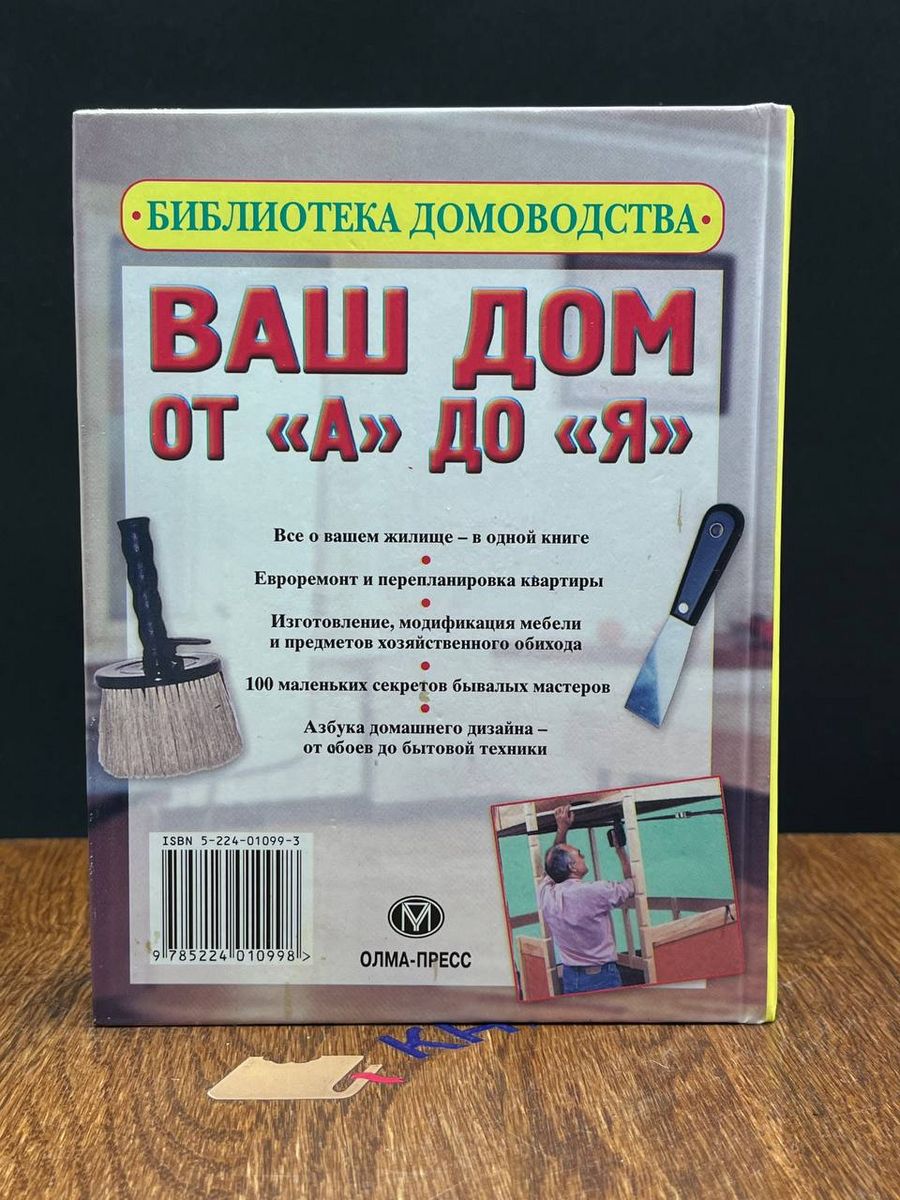 •БИБЛИОТЕКА ДОМОВОДСТВА•
ВАШ ДОМ
ОТ «А» ДО «Я»
Все о вашем жилище – в одной книге
•
Евроремонт и перепланировка квартиры
•
Изготовление, модификация мебели
и предметов хозяйственного обихода
•
100 маленьких секретов бывалых мастеров
•
Азбука домашнего дизайна –
от обоев до бытовой техники
ISBN 5-224-01099-3
9 785224 010998 >
ОЛМА-ПРЕСС